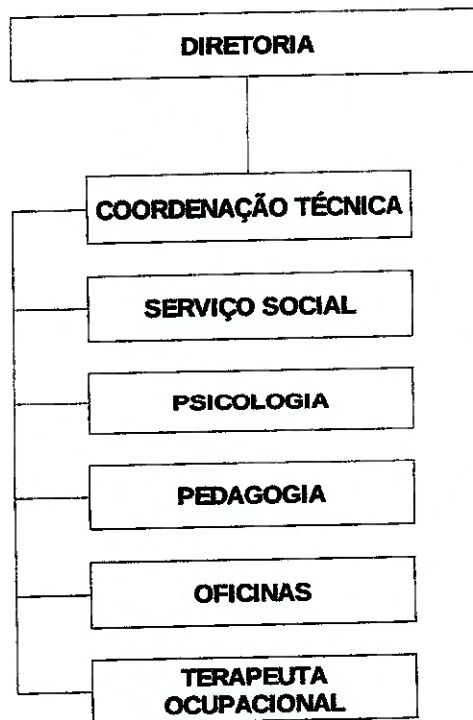 DIRETORIA
COORDENAÇÃO TÉCNICA
SERVIÇO SOCIAL
PSICOLOGIA
PEDAGOGIA
OFICINAS
TERAPEUTA
OCUPACIONAL